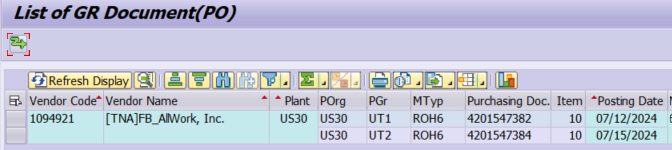 List of GR Document(PO)
Refresh Display
Vendor Code Vendor Name Plant POrg PGr MTyp Purchasing Doc. Item Posting Date
1094921 [TNA]FB_AllWork, Inc. US30 US30 UT1 ROH6 4201547382 10 07/12/2024
US30 UT2 ROH6 4201547384 10 07/15/2024